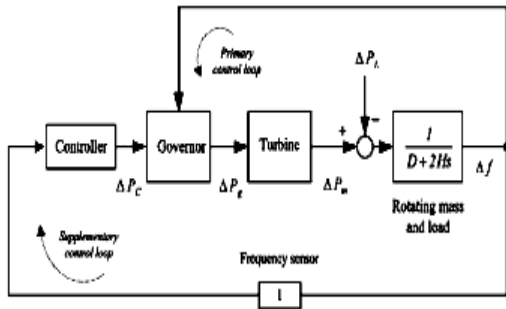 Primary
control loop
ΔP_L
Controller
Governor
Turbine
+
−
1
D+2Hs
ΔP_C
ΔP_g
ΔP_m
Δf
Rotating mass
and load
Supplementary
control loop
Frequency sensor
1